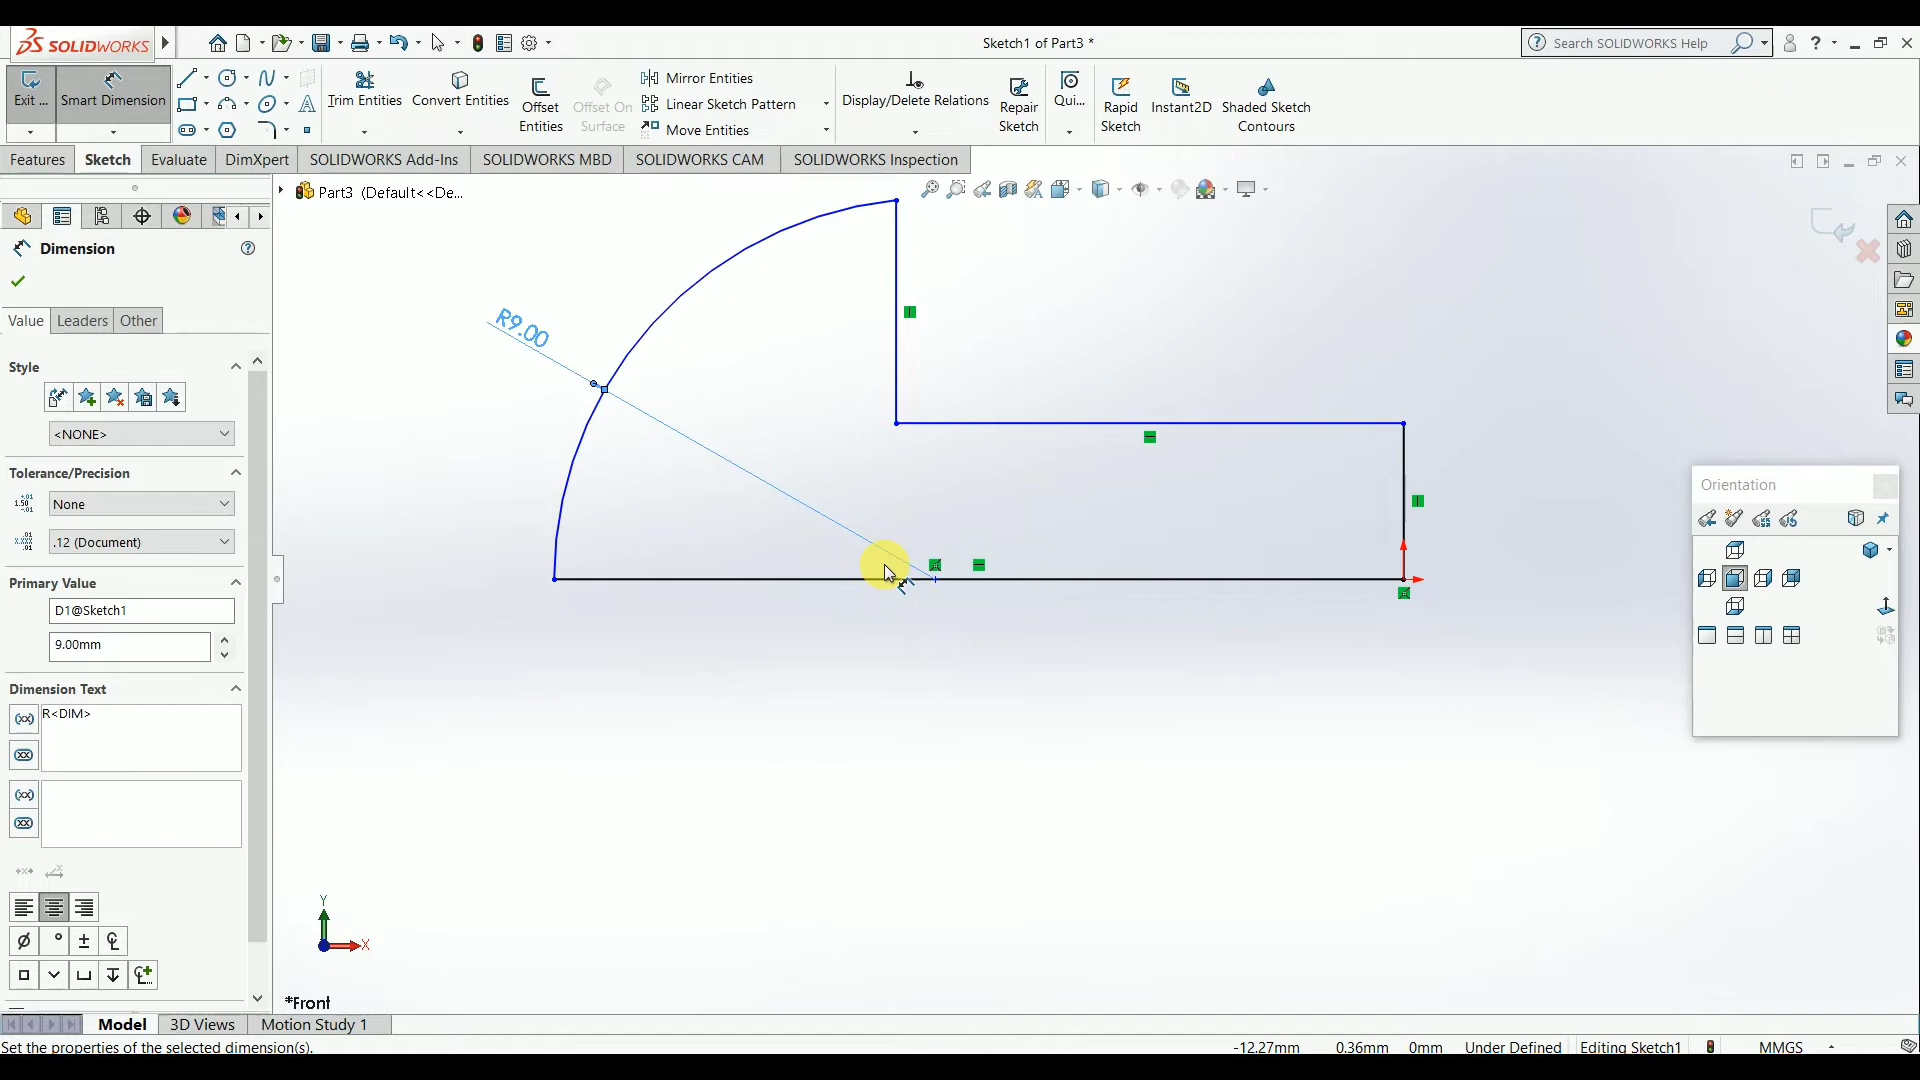 SOLIDWORKS
Sketch1 of Part3 *
Search SOLIDWORKS Help
Exit ...
Smart Dimension
Trim Entities
Convert Entities
Offset
Entities
Offset On
Surface
Mirror Entities
Linear Sketch Pattern
Move Entities
Display/Delete Relations
Repair
Sketch
Qui...
Rapid
Sketch
Instant2D
Shaded Sketch
Contours
Features
Sketch
Evaluate
DimXpert
SOLIDWORKS Add-Ins
SOLIDWORKS MBD
SOLIDWORKS CAM
SOLIDWORKS Inspection
Part3 (Default<<De...
Dimension
Value
Leaders
Other
Style
<NONE>
Tolerance/Precision
None
.12 (Document)
Primary Value
D1@Sketch1
9.00mm
Dimension Text
R<DIM>
R9.00
Orientation
Y
X
*Front
Model
3D Views
Motion Study 1
Set the properties of the selected dimension(s).
-12.27mm
0.36mm
0mm
Under Defined
Editing Sketch1
MMGS